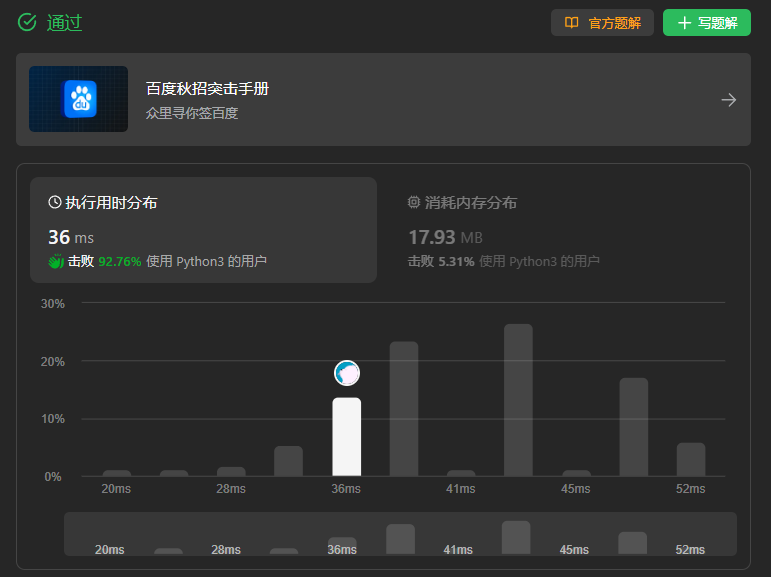 通过
官方题解
写题解
du
百度秋招突击手册
众里寻你签百度
执行用时分布
36 ms
击败 92.76% 使用 Python3 的用户
消耗内存分布
17.93 MB
击败 5.31% 使用 Python3 的用户
30%
20%
10%
0%
20ms 28ms 36ms 41ms 45ms 52ms
20ms 28ms 36ms 41ms 45ms 52ms